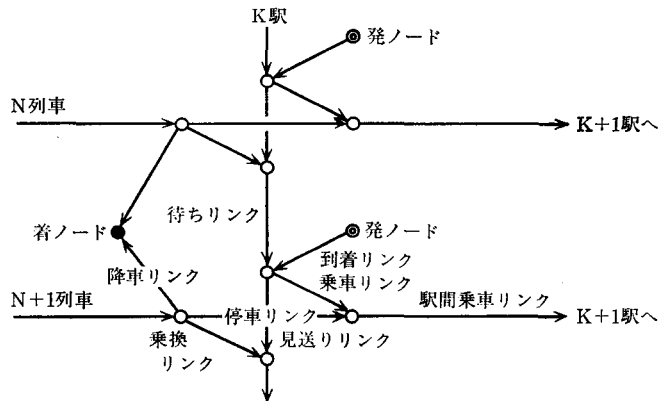 K駅
発ノード
N列車
K+1駅へ
待ちリンク
着ノード
発ノード
到着リンク
降車リンク
乗車リンク
駅間乗車リンク
N+1列車
停車リンク
K+1駅へ
乗換
リンク
見送りリンク